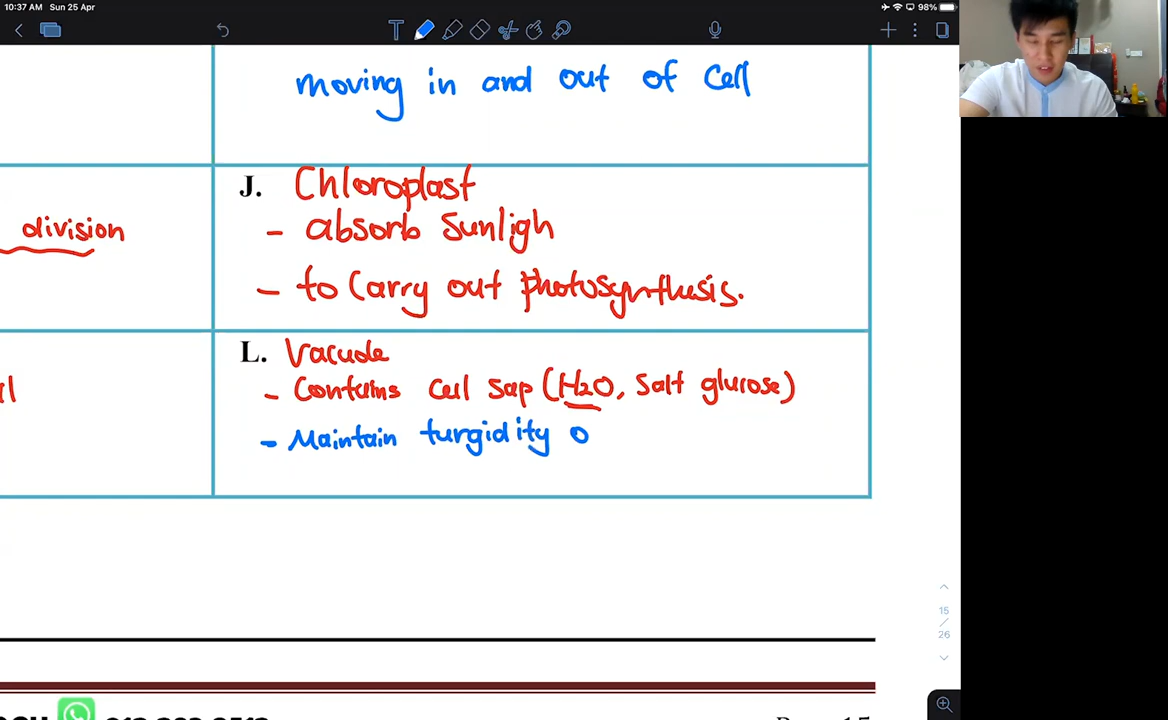 10:37 AM Sun 25 Apr
98%
moving in and out of Cell
J. Chloroplast
division
- absorb Sunligh
- to Carry out Photosynthesis.
L. Vacuole
- Contains Cell Sap (H2O, Salt glucose)
- Maintain turgidity o
15
/
26